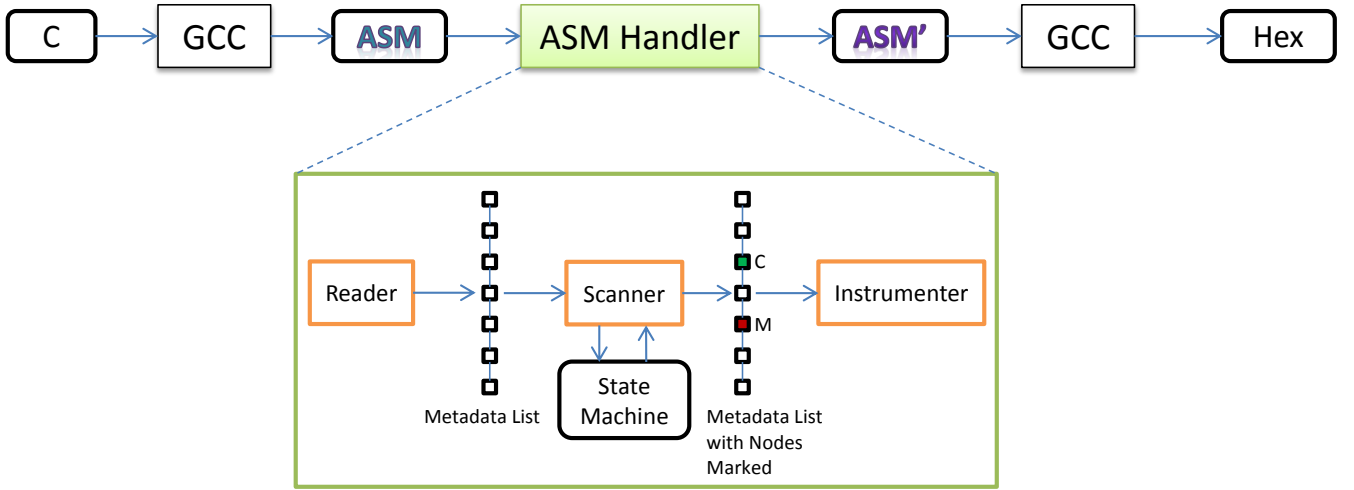 C
GCC
ASM
ASM Handler
ASM’
GCC
Hex
Reader
Metadata List
Scanner
State
Machine
C
M
Metadata List
with Nodes
Marked
Instrumenter